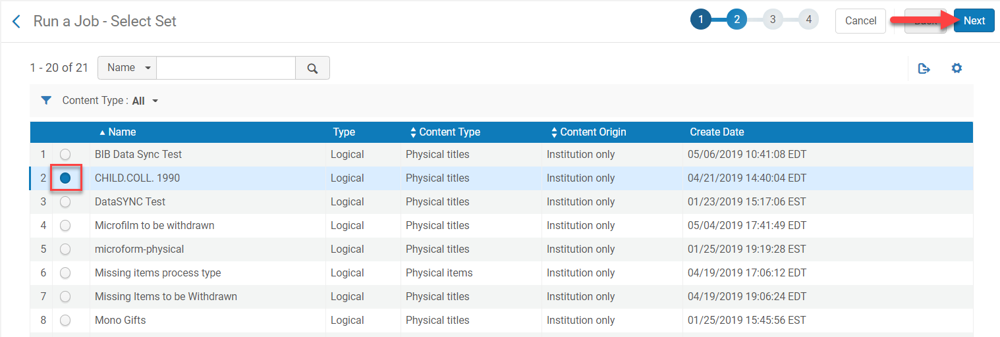 Run a Job - Select Set 1 2 3 4 Cancel Back Next
1 - 20 of 21 Name
Content Type : All
Name Type Content Type Content Origin Create Date
1 BIB Data Sync Test Logical Physical titles Institution only 05/06/2019 10:41:08 EDT
2 CHILD.COLL. 1990 Logical Physical titles Institution only 04/21/2019 14:40:04 EDT
3 DataSYNC Test Logical Physical titles Institution only 01/23/2019 15:17:06 EST
4 Microfilm to be withdrawn Logical Physical titles Institution only 05/04/2019 17:41:49 EDT
5 microform-physical Logical Physical titles Institution only 01/25/2019 19:19:28 EST
6 Missing items process type Logical Physical items Institution only 04/19/2019 17:06:12 EDT
7 Missing Items to be Withdrawn Logical Physical titles Institution only 04/19/2019 19:06:24 EDT
8 Mono Gifts Logical Physical titles Institution only 01/25/2019 15:45:56 EST